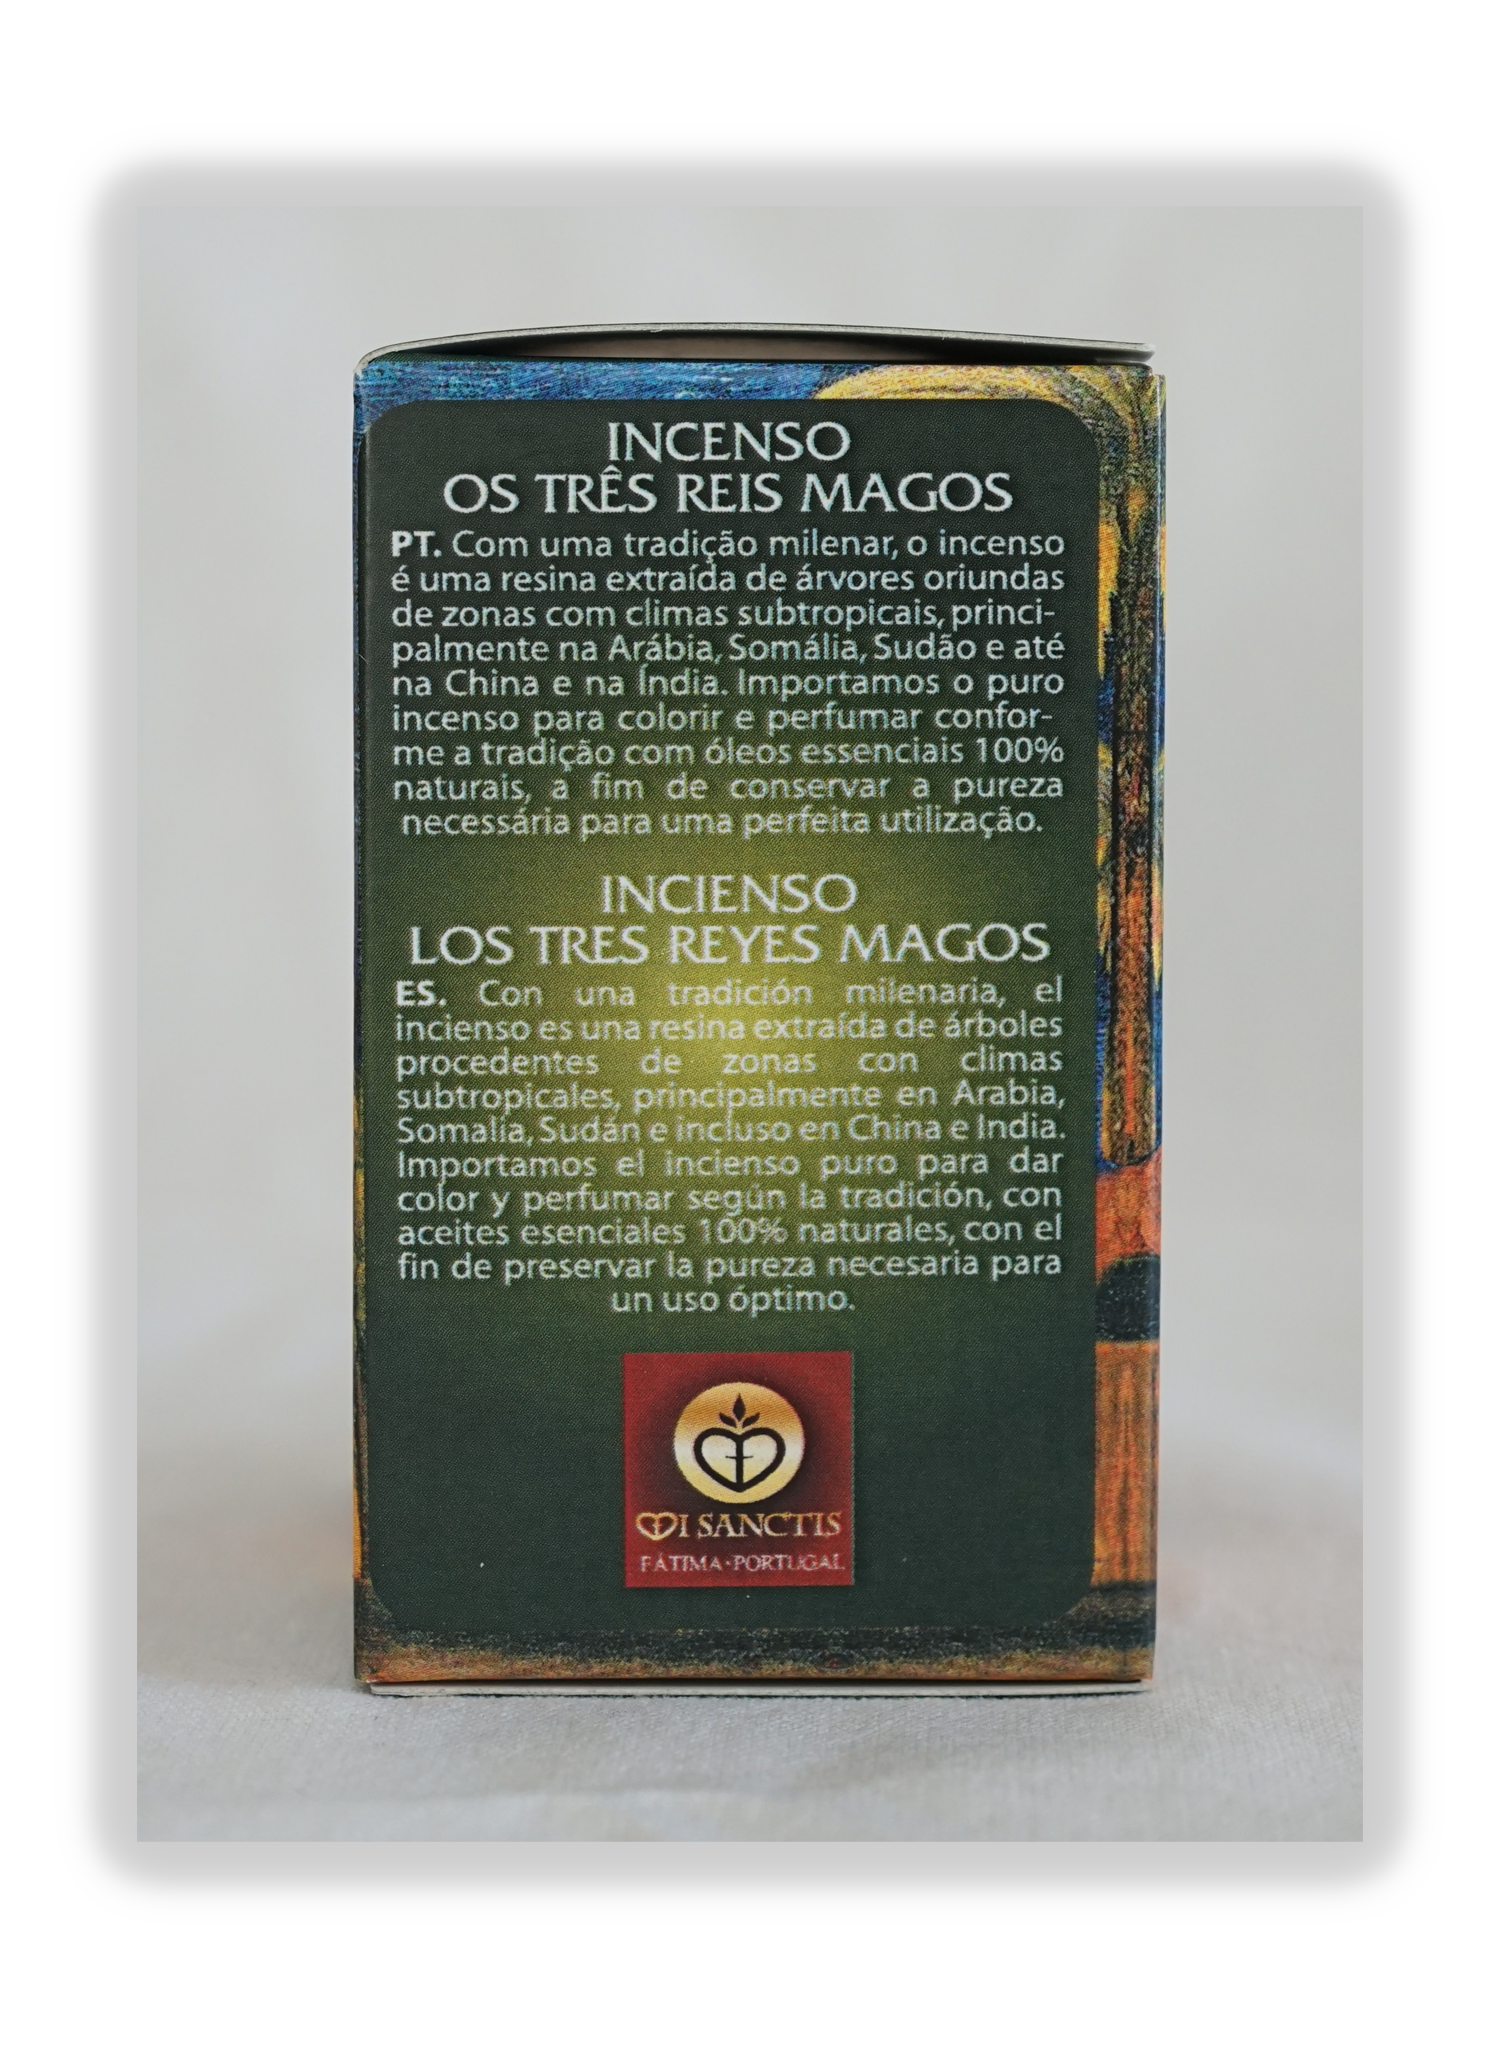 INCENSO
OS TRÊS REIS MAGOS
PT. Com uma tradição milenar, o incenso
é uma resina extraída de árvores oriundas
de zonas com climas subtropicais, princi-
palmente na Arábia, Somália, Sudão e até
na China e na Índia. Importamos o puro
incenso para colorir e perfumar confor-
me a tradição com óleos essenciais 100%
naturais, a fim de conservar a pureza
necessária para uma perfeita utilização.
INCIENSO
LOS TRES REYES MAGOS
ES. Con una tradición milenaria, el
incienso es una resina extraída de árboles
procedentes de zonas con climas
subtropicales, principalmente en Arabia,
Somalia, Sudán e incluso en China e India.
Importamos el incienso puro para dar
color y perfumar según la tradición, con
aceites esenciales 100% naturales, con el
fin de preservar la pureza necesaria para
un uso óptimo.
MI SANCTIS
FÁTIMA·PORTUGAL